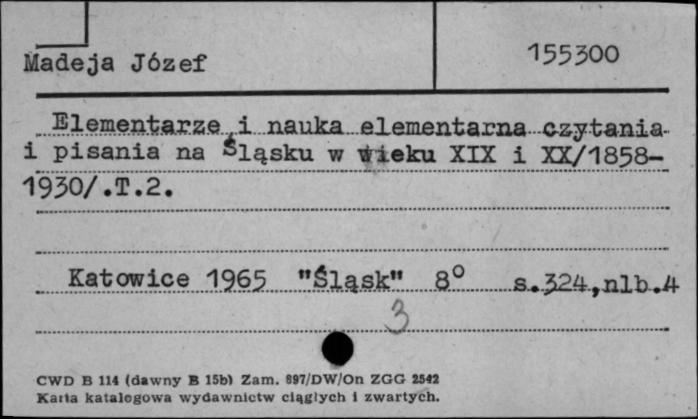 Madeja Józef
155300
Elementarze i nauka elementarna czytania
i pisania na Śląsku w wieku XIX i XX/1858-
1930/.T.2.
Katowice 1965 "Śląsk" 8° s.324,nlb.4
3
CWD B 114 (dawny B 15b) Zam. 897/DW/On ZGG 2542
Karta katalogowa wydawnictw ciągłych i zwartych.